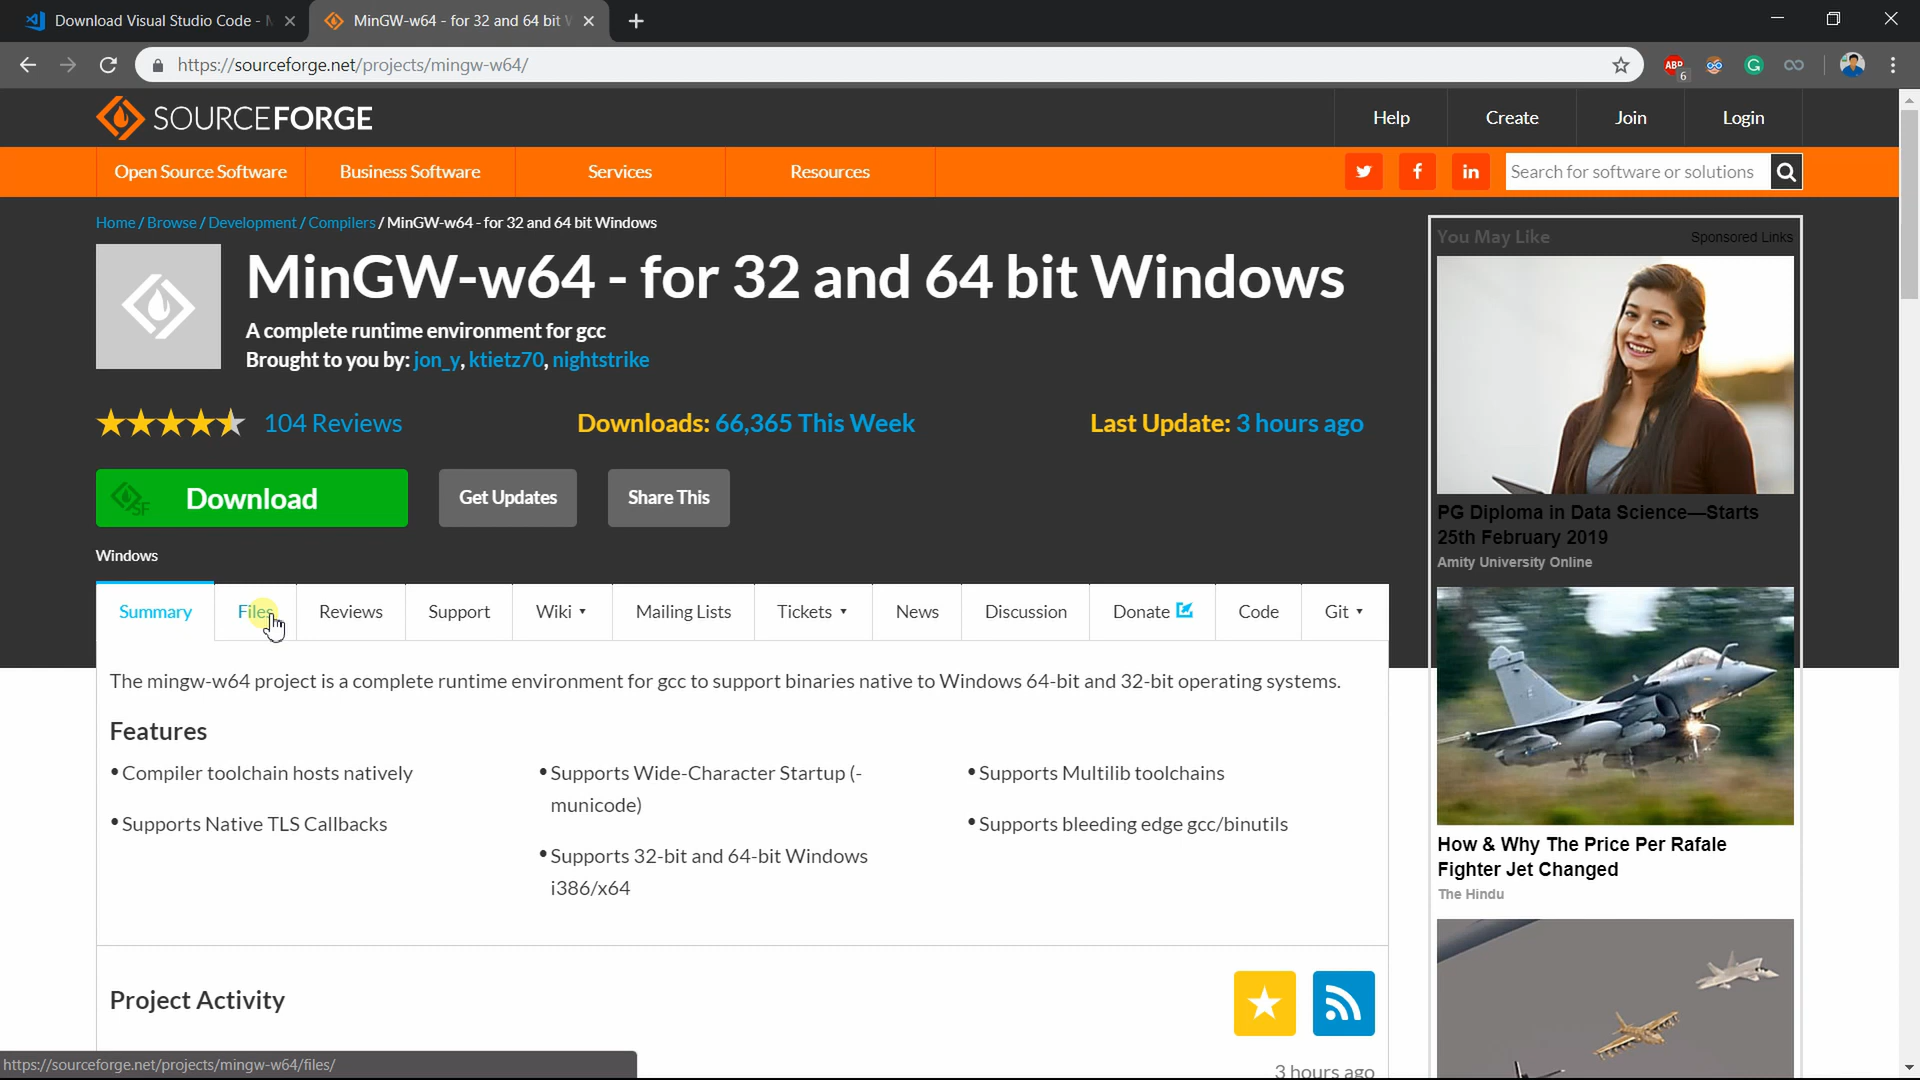 Download Visual Studio Code -
MinGW-w64 - for 32 and 64 bit
https://sourceforge.net/projects/mingw-w64/
ABP
6
SOURCEFORGE
Help
Create
Join
Login
Open Source Software
Business Software
Services
Resources
Search for software or solutions
Home / Browse / Development / Compilers / MinGW-w64 - for 32 and 64 bit Windows
MinGW-w64 - for 32 and 64 bit Windows
A complete runtime environment for gcc
Brought to you by: jon_y, ktietz70, nightstrike
104 Reviews
Downloads: 66,365 This Week
Last Update: 3 hours ago
SF
Download
Get Updates
Share This
Windows
Summary
Files
Reviews
Support
Wiki
Mailing Lists
Tickets
News
Discussion
Donate
Code
Git
The mingw-w64 project is a complete runtime environment for gcc to support binaries native to Windows 64-bit and 32-bit operating systems.
Features
• Compiler toolchain hosts natively
• Supports Native TLS Callbacks
• Supports Wide-Character Startup (-
municode)
• Supports 32-bit and 64-bit Windows
i386/x64
• Supports Multilib toolchains
• Supports bleeding edge gcc/binutils
Project Activity
3 hours ago
You May Like
Sponsored Links
PG Diploma in Data Science—Starts
25th February 2019
Amity University Online
How & Why The Price Per Rafale
Fighter Jet Changed
The Hindu
https://sourceforge.net/projects/mingw-w64/files/